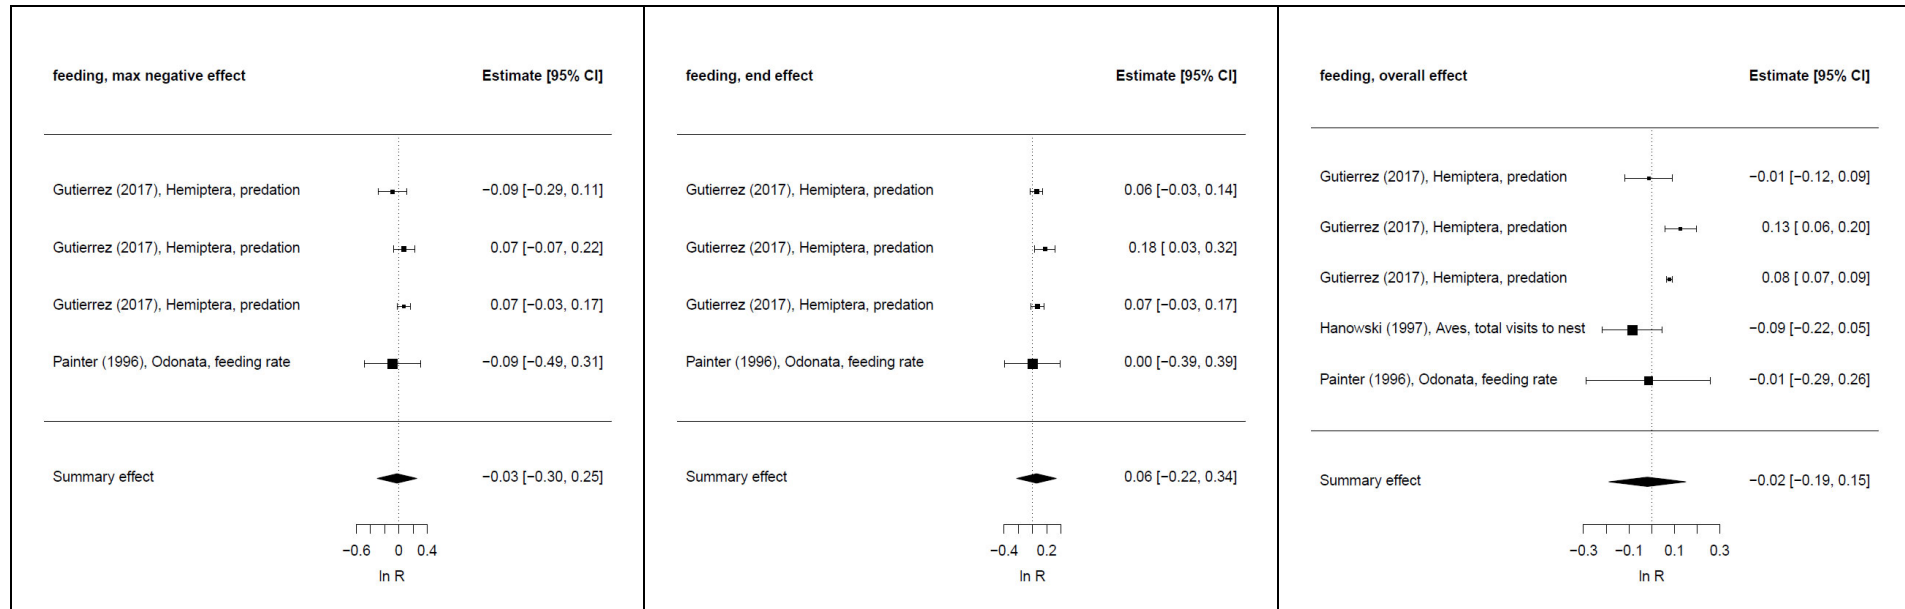 feeding, max negative effect Estimate [95% CI]
Gutierrez (2017), Hemiptera, predation −0.09 [−0.29, 0.11]
Gutierrez (2017), Hemiptera, predation 0.07 [−0.07, 0.22]
Gutierrez (2017), Hemiptera, predation 0.07 [−0.03, 0.17]
Painter (1996), Odonata, feeding rate −0.09 [−0.49, 0.31]
Summary effect −0.03 [−0.30, 0.25]
−0.6 0 0.4
ln R
feeding, end effect Estimate [95% CI]
Gutierrez (2017), Hemiptera, predation 0.06 [−0.03, 0.14]
Gutierrez (2017), Hemiptera, predation 0.18 [ 0.03, 0.32]
Gutierrez (2017), Hemiptera, predation 0.07 [−0.03, 0.17]
Painter (1996), Odonata, feeding rate 0.00 [−0.39, 0.39]
Summary effect 0.06 [−0.22, 0.34]
−0.4 0.2
ln R
feeding, overall effect Estimate [95% CI]
Gutierrez (2017), Hemiptera, predation −0.01 [−0.12, 0.09]
Gutierrez (2017), Hemiptera, predation 0.13 [ 0.06, 0.20]
Gutierrez (2017), Hemiptera, predation 0.08 [ 0.07, 0.09]
Hanowski (1997), Aves, total visits to nest −0.09 [−0.22, 0.05]
Painter (1996), Odonata, feeding rate −0.01 [−0.29, 0.26]
Summary effect −0.02 [−0.19, 0.15]
−0.3 −0.1 0.1 0.3
ln R